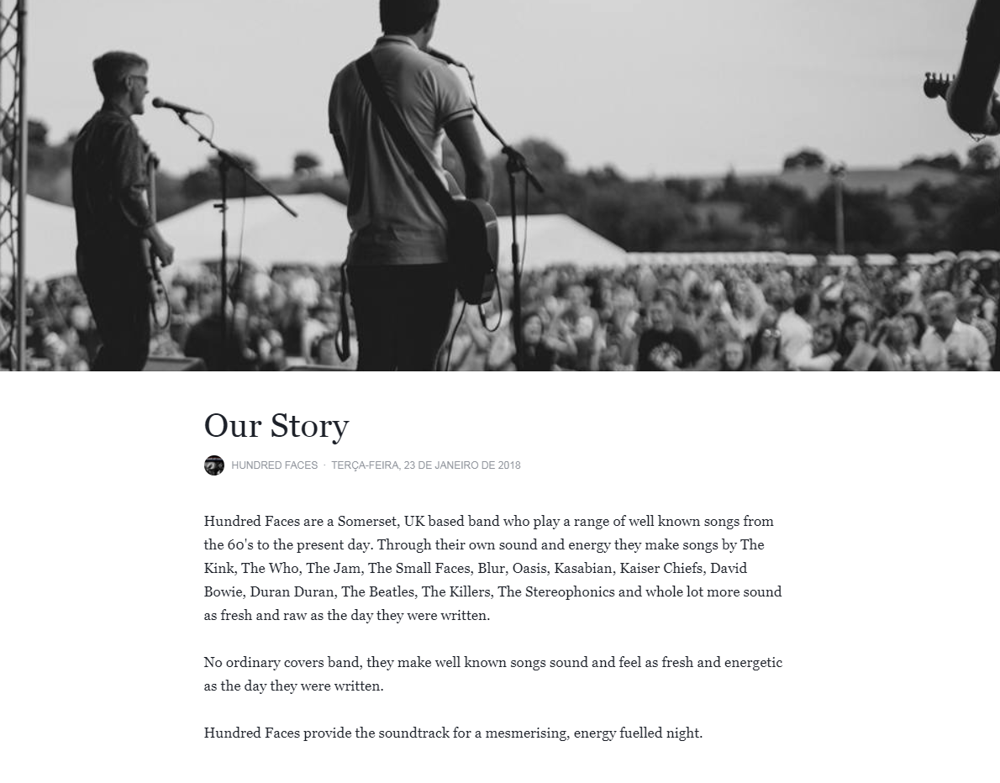 Our Story
HUNDRED FACES · TERÇA-FEIRA, 23 DE JANEIRO DE 2018
Hundred Faces are a Somerset, UK based band who play a range of well known songs from
the 60's to the present day. Through their own sound and energy they make songs by The
Kink, The Who, The Jam, The Small Faces, Blur, Oasis, Kasabian, Kaiser Chiefs, David
Bowie, Duran Duran, The Beatles, The Killers, The Stereophonics and whole lot more sound
as fresh and raw as the day they were written.
No ordinary covers band, they make well known songs sound and feel as fresh and energetic
as the day they were written.
Hundred Faces provide the soundtrack for a mesmerising, energy fuelled night.